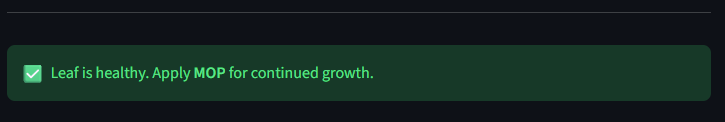 ✅ Leaf is healthy. Apply MOP for continued growth.